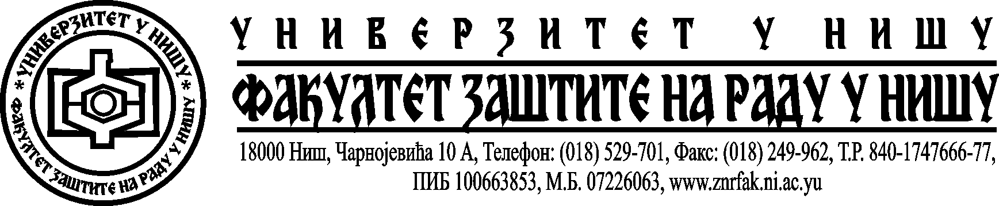 * УНИВЕРЗИТЕТ У НИШУ *
ФАКУЛТЕТ ЗАШТИТЕ НА РАДУ У НИШУ
УНИВЕРЗИТЕТ У НИШУ
ФАКУЛТЕТ ЗАШТИТЕ НА РАДУ У НИШУ
18000 Ниш, Чарнојевића 10 А, Телефон: (018) 529-701, Факс: (018) 249-962, Т.Р. 840-1747666-77,
ПИБ 100663853, М.Б. 07226063, www.znrfak.ni.ac.yu